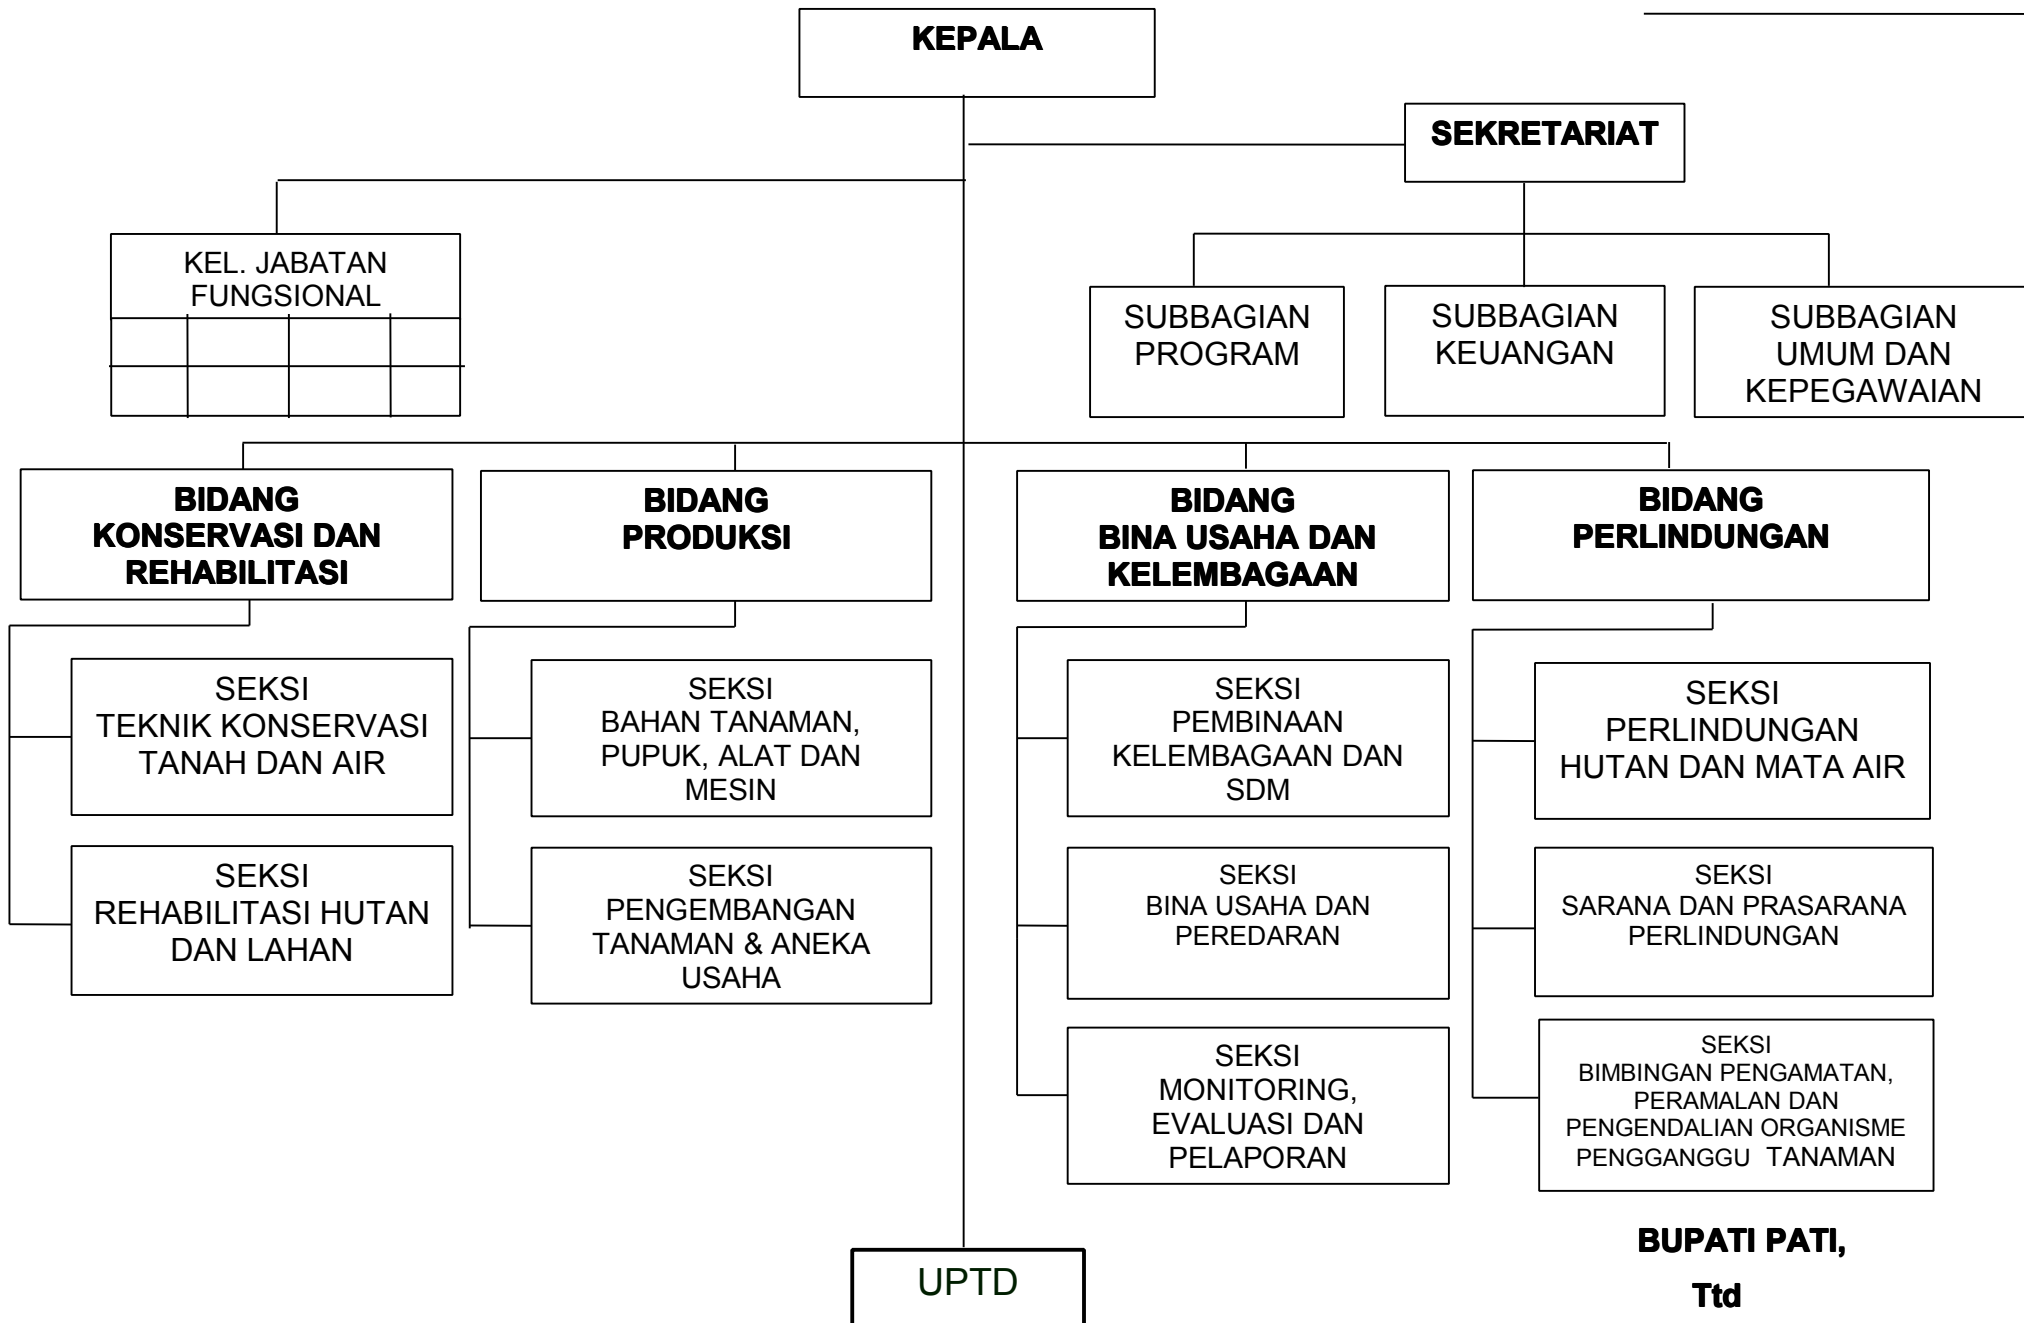 KEPALA
SEKRETARIAT
KEL. JABATAN
FUNGSIONAL
SUBBAGIAN
PROGRAM
SUBBAGIAN
KEUANGAN
SUBBAGIAN
UMUM DAN
KEPEGAWAIAN
BIDANG
KONSERVASI DAN
REHABILITASI
BIDANG
PRODUKSI
BIDANG
BINA USAHA DAN
KELEMBAGAAN
BIDANG
PERLINDUNGAN
SEKSI
TEKNIK KONSERVASI
TANAH DAN AIR
SEKSI
BAHAN TANAMAN,
PUPUK, ALAT DAN
MESIN
SEKSI
PEMBINAAN
KELEMBAGAAN DAN
SDM
SEKSI
PERLINDUNGAN
HUTAN DAN MATA AIR
SEKSI
REHABILITASI HUTAN
DAN LAHAN
SEKSI
PENGEMBANGAN
TANAMAN & ANEKA
USAHA
SEKSI
BINA USAHA DAN
PEREDARAN
SEKSI
SARANA DAN PRASARANA
PERLINDUNGAN
SEKSI
MONITORING,
EVALUASI DAN
PELAPORAN
SEKSI
BIMBINGAN PENGAMATAN,
PERAMALAN DAN
PENGENDALIAN ORGANISME
PENGGANGGU TANAMAN
UPTD
BUPATI PATI,
Ttd